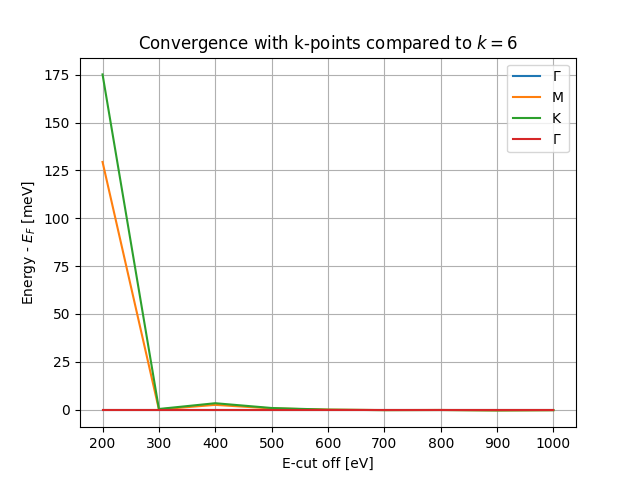 Convergence with k-points compared to k = 6
Energy - E_F [meV]
175
150
125
100
75
50
25
0
200 300 400 500 600 700 800 900 1000
E-cut off [eV]
Γ
M
K
Γ